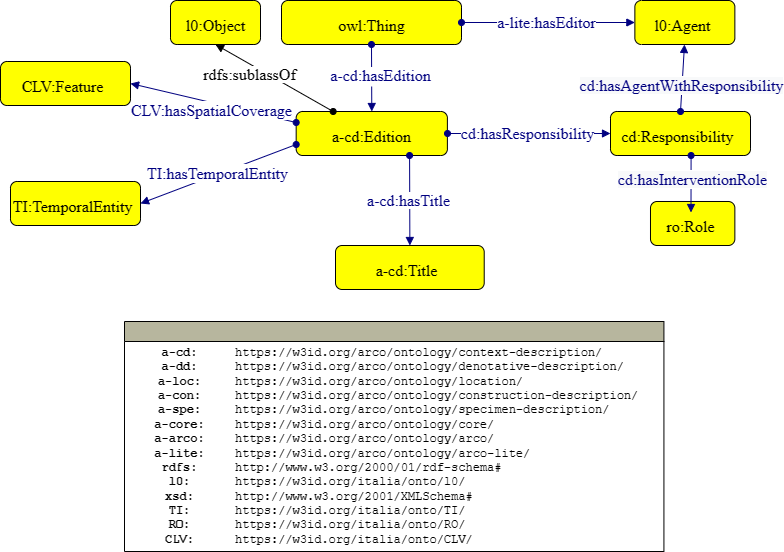 l0:Object
owl:Thing
a-lite:hasEditor
l0:Agent
rdfs:sublassOf
a-cd:hasEdition
CLV:Feature
cd:hasAgentWithResponsibility
CLV:hasSpatialCoverage
a-cd:Edition
cd:hasResponsibility
cd:Responsibility
TI:hasTemporalEntity
cd:hasInterventionRole
a-cd:hasTitle
TI:TemporalEntity
ro:Role
a-cd:Title
a-cd: https://w3id.org/arco/ontology/context-description/
a-dd: https://w3id.org/arco/ontology/denotative-description/
a-loc: https://w3id.org/arco/ontology/location/
a-con: https://w3id.org/arco/ontology/construction-description/
a-spe: https://w3id.org/arco/ontology/specimen-description/
a-core: https://w3id.org/arco/ontology/core/
a-arco: https://w3id.org/arco/ontology/arco/
a-lite: https://w3id.org/arco/ontology/arco-lite/
rdfs: http://www.w3.org/2000/01/rdf-schema#
l0: https://w3id.org/italia/onto/l0/
xsd: http://www.w3.org/2001/XMLSchema#
TI: https://w3id.org/italia/onto/TI/
RO: https://w3id.org/italia/onto/RO/
CLV: https://w3id.org/italia/onto/CLV/